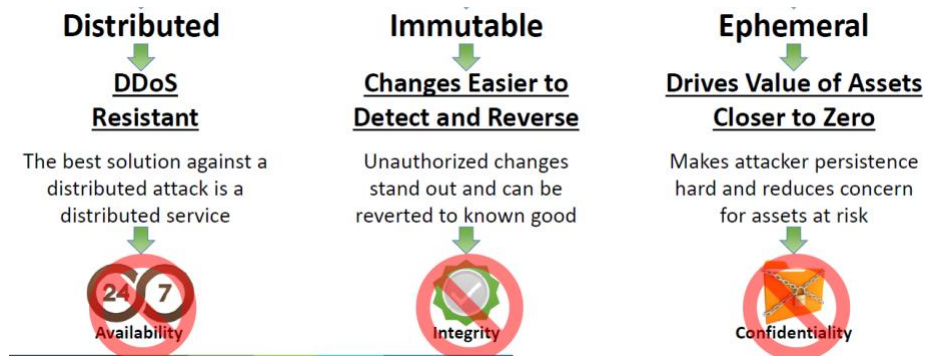 Distributed
DDoS
Resistant
The best solution against a
distributed attack is a
distributed service
24 7
Availability
Immutable
Changes Easier to
Detect and Reverse
Unauthorized changes
stand out and can be
reverted to known good
Integrity
Ephemeral
Drives Value of Assets
Closer to Zero
Makes attacker persistence
hard and reduces concern
for assets at risk
Confidentiality